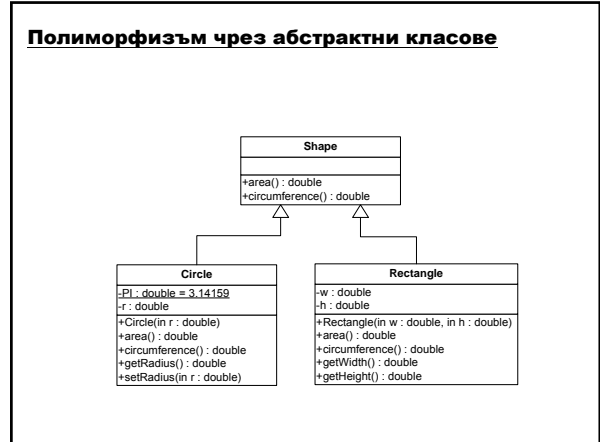 Полиморфизъм чрез абстрактни класове
Shape
+area() : double
+circumference() : double
Circle
-PI : double = 3.14159
-r : double
+Circle(in r : double)
+area() : double
+circumference() : double
+getRadius() : double
+setRadius(in r : double)
Rectangle
-w : double
-h : double
+Rectangle(in w : double, in h : double)
+area() : double
+circumference() : double
+getWidth() : double
+getHeight() : double